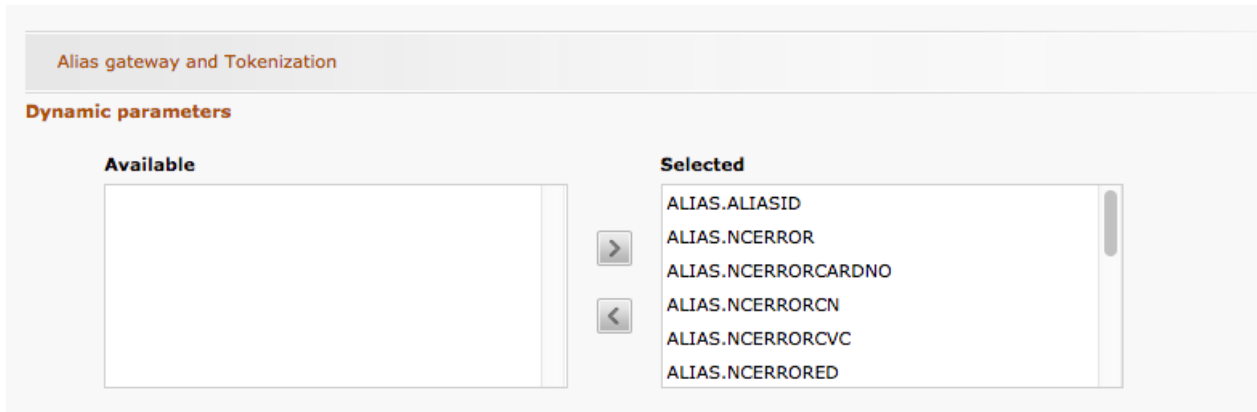 Alias gateway and Tokenization
Dynamic parameters
Available
Selected
ALIAS.ALIASID
ALIAS.NCERROR
ALIAS.NCERRORCARDNO
ALIAS.NCERRORCN
ALIAS.NCERRORCVC
ALIAS.NCERRORED